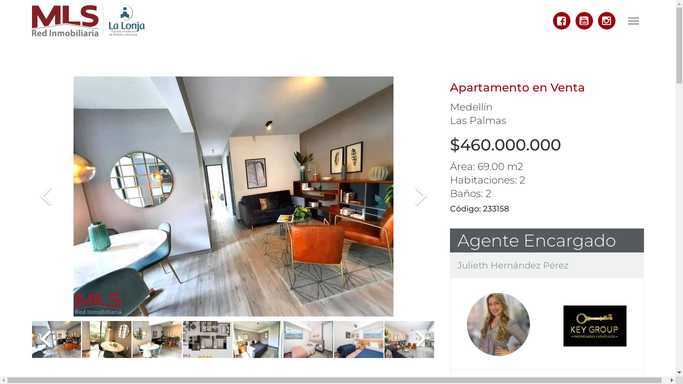 MLS
Red Inmobiliaria
La Lonja
Apartamento en Venta
Medellín
Las Palmas
$460.000.000
Área: 69.00 m2
Habitaciones: 2
Baños: 2
Código: 233158
Agente Encargado
Julieth Hernández Pérez
MLS
Red Inmobiliaria
KEY GROUP